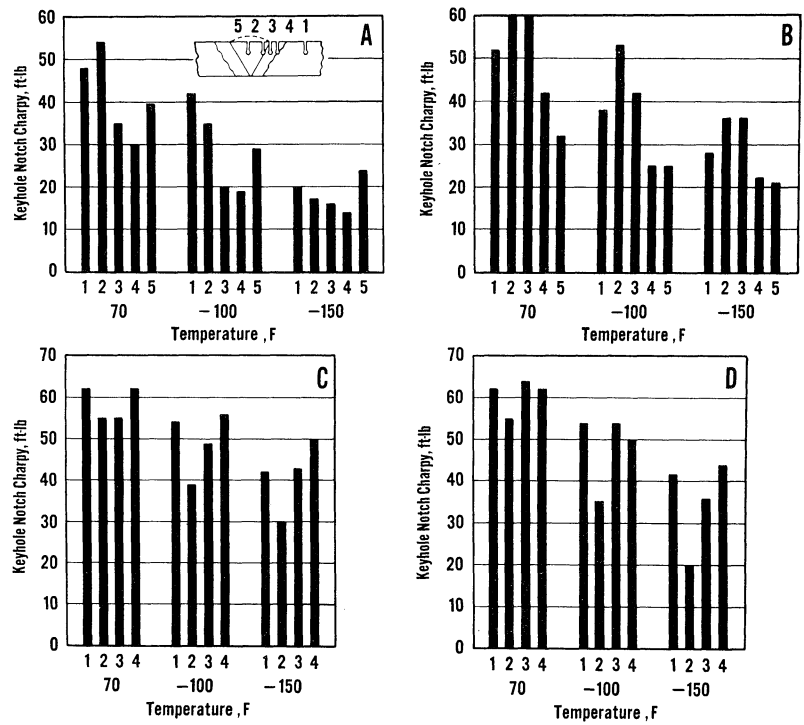 60
50
40
30
20
10
0
Keyhole Notch Charpy, ft·lb
5 2 3 4 1
A
1 2 3 4 5 1 2 3 4 5 1 2 3 4 5
70 −100 −150
Temperature , F
60
50
40
30
20
10
0
Keyhole Notch Charpy, ft·lb
B
1 2 3 4 5 1 2 3 4 5 1 2 3 4 5
70 −100 −150
Temperature , F
70
60
50
40
30
20
10
0
Keyhole Notch Charpy, ft·lb
C
1 2 3 4 1 2 3 4 1 2 3 4
70 −100 −150
Temperature , F
70
60
50
40
30
20
10
0
Keyhole Notch Charpy, ft·lb
D
1 2 3 4 1 2 3 4 1 2 3 4
70 −100 −150
Temperature , F